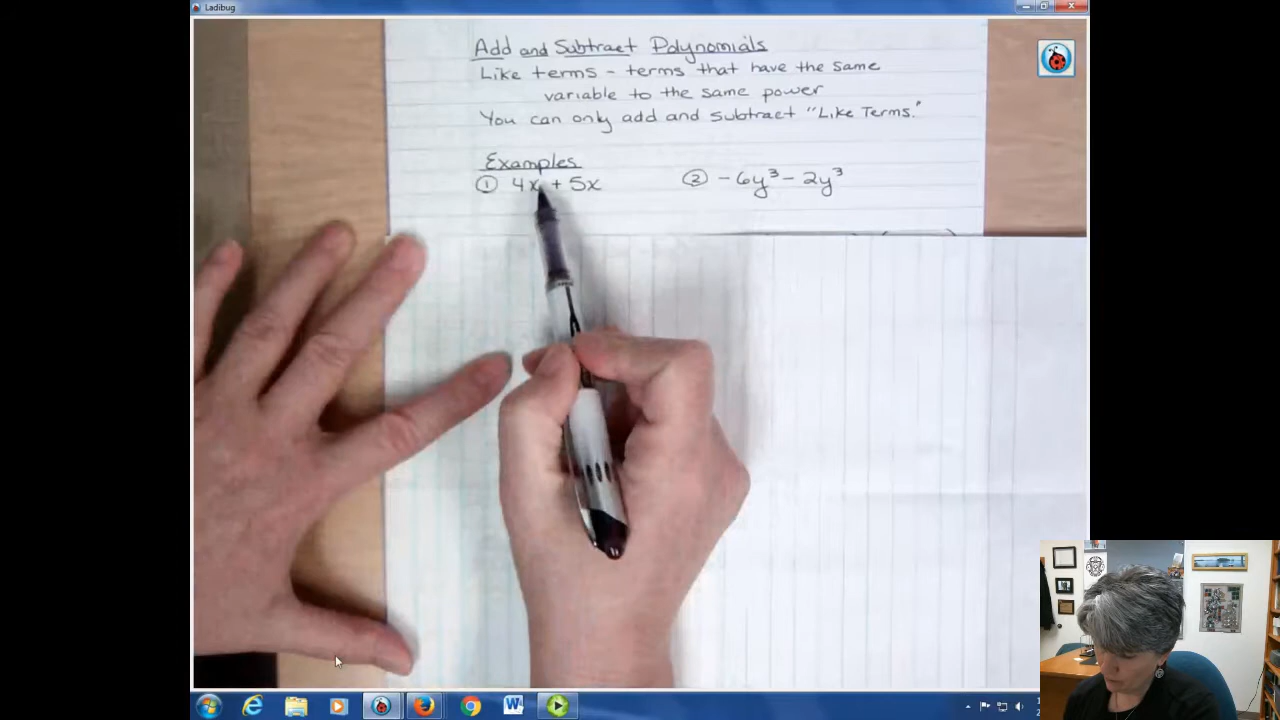 Ladibug
Add and Subtract Polynomials
Like terms - terms that have the same
variable to the same power
You can only add and subtract "Like Terms."
Examples
① 4x + 5x
② - 6y³ - 2y³